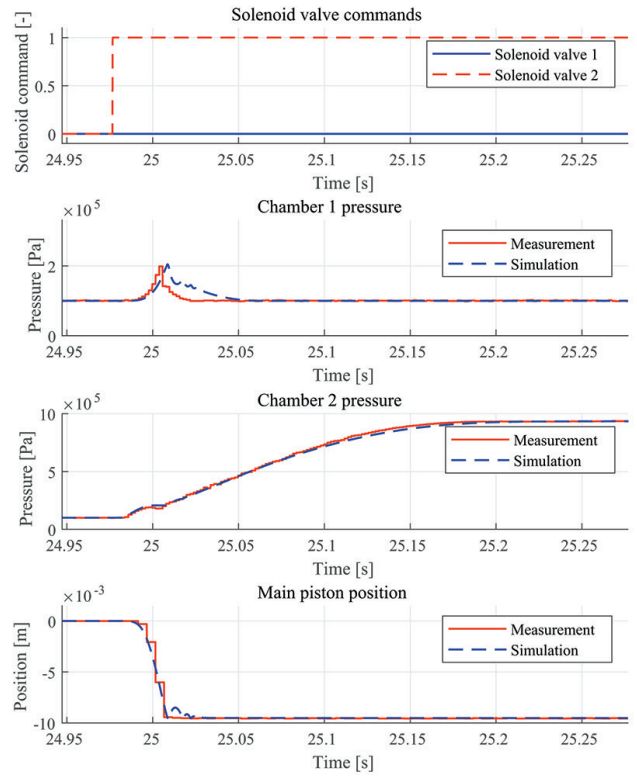 Solenoid valve commands
Solenoid command [-]
1
0.5
0
Solenoid valve 1
Solenoid valve 2
24.95 25 25.05 25.1 25.15 25.2 25.25
Time [s]
×10⁵
Chamber 1 pressure
Pressure [Pa]
2
0
Measurement
Simulation
24.95 25 25.05 25.1 25.15 25.2 25.25
Time [s]
×10⁵
Chamber 2 pressure
Pressure [Pa]
10
5
0
Measurement
Simulation
24.95 25 25.05 25.1 25.15 25.2 25.25
Time [s]
×10⁻³
Main piston position
Position [m]
0
-5
-10
Measurement
Simulation
24.95 25 25.05 25.1 25.15 25.2 25.25
Time [s]